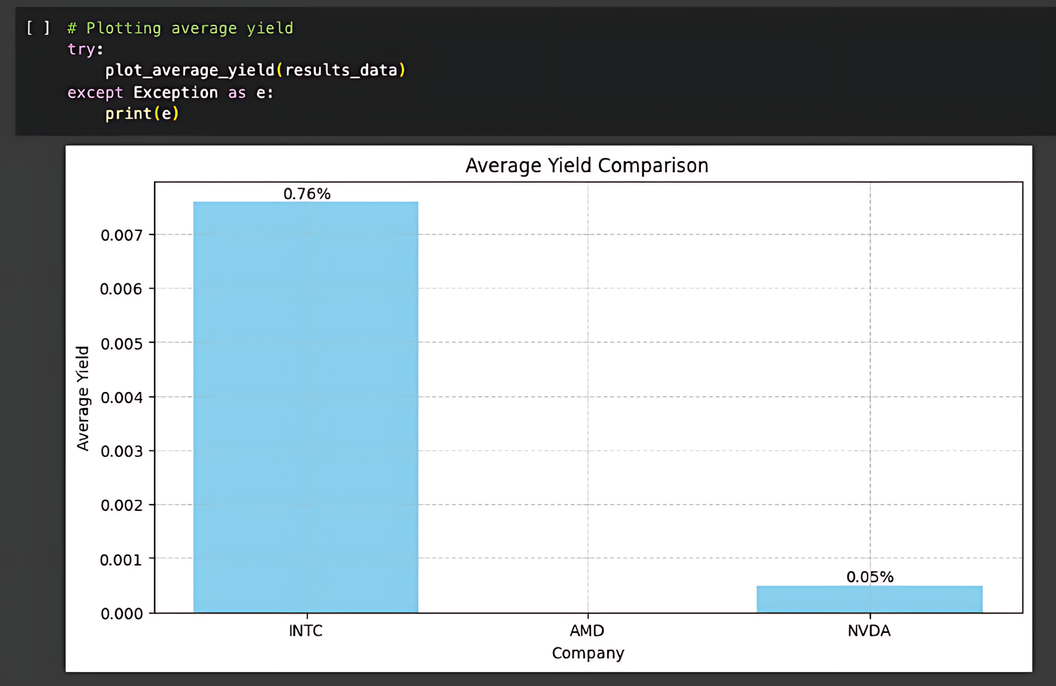 [ ] # Plotting average yield
try:
    plot_average_yield(results_data)
except Exception as e:
    print(e)
Average Yield Comparison
0.76%
0.007
0.006
0.005
0.004
0.003
0.002
0.001
0.000
Average Yield
0.05%
INTC AMD NVDA
Company